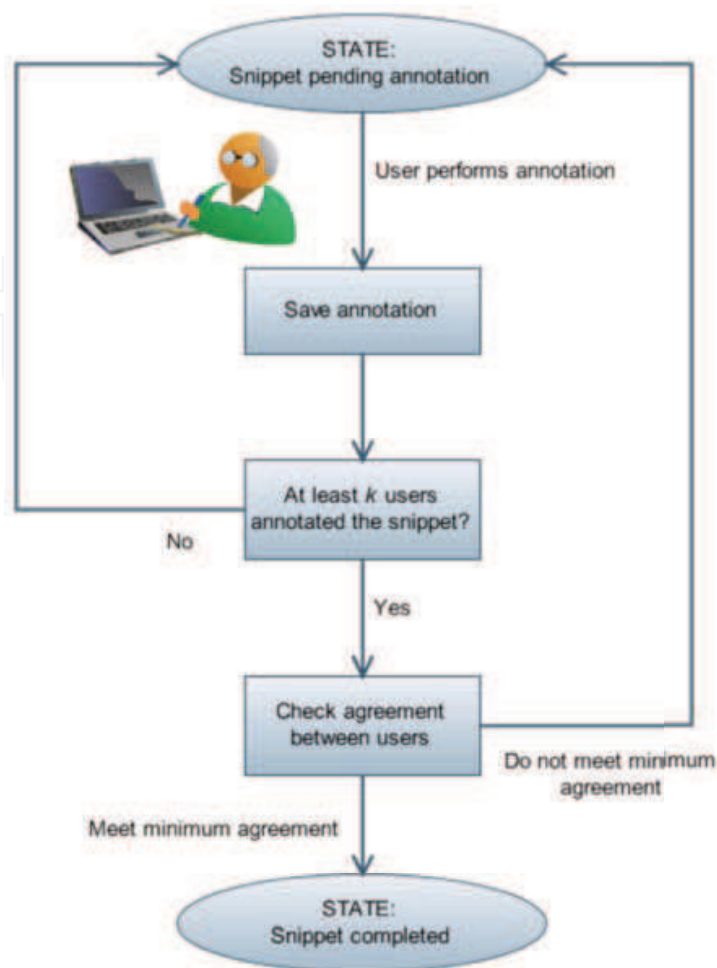 STATE:
Snippet pending annotation
User performs annotation
Save annotation
At least k users
annotated the snippet?
No
Yes
Check agreement
between users
Do not meet minimum
agreement
Meet minimum agreement
STATE:
Snippet completed